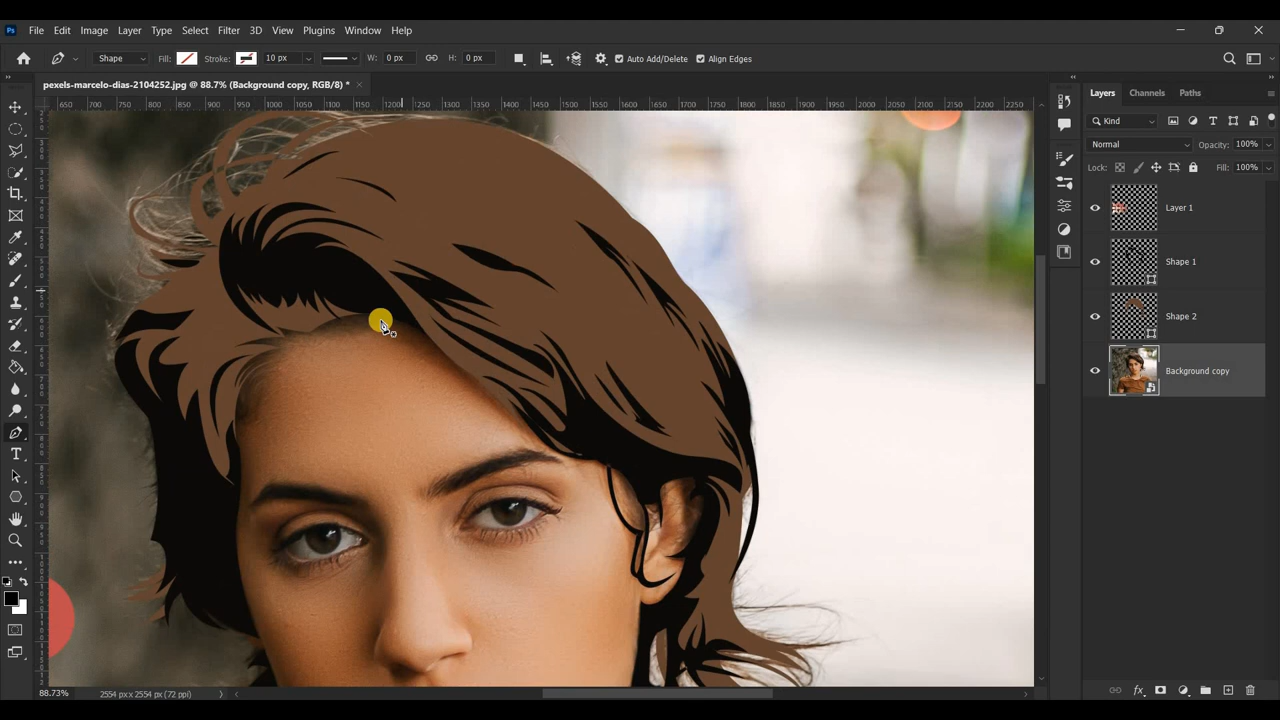 Ps File Edit Image Layer Type Select Filter 3D View Plugins Window Help
Shape Fill: Stroke: 10 px W: 0 px H: 0 px Auto Add/Delete Align Edges
pexels-marcelo-dias-2104252.jpg @ 88.7% (Background copy, RGB/8) *
650 700 750 800 850 900 950 1000 1050 1100 1150 1200 1250 1300 1350 1400 1450 1500 1550 1600 1650 1700 1750 1800 1850 1900 1950 2000 2050 2100 2150 2200 2250
Layers Channels Paths
Kind
Normal Opacity: 100%
Lock: Fill: 100%
Layer 1
Shape 1
Shape 2
Background copy
88.73% 2554 px x 2554 px (72 ppi)